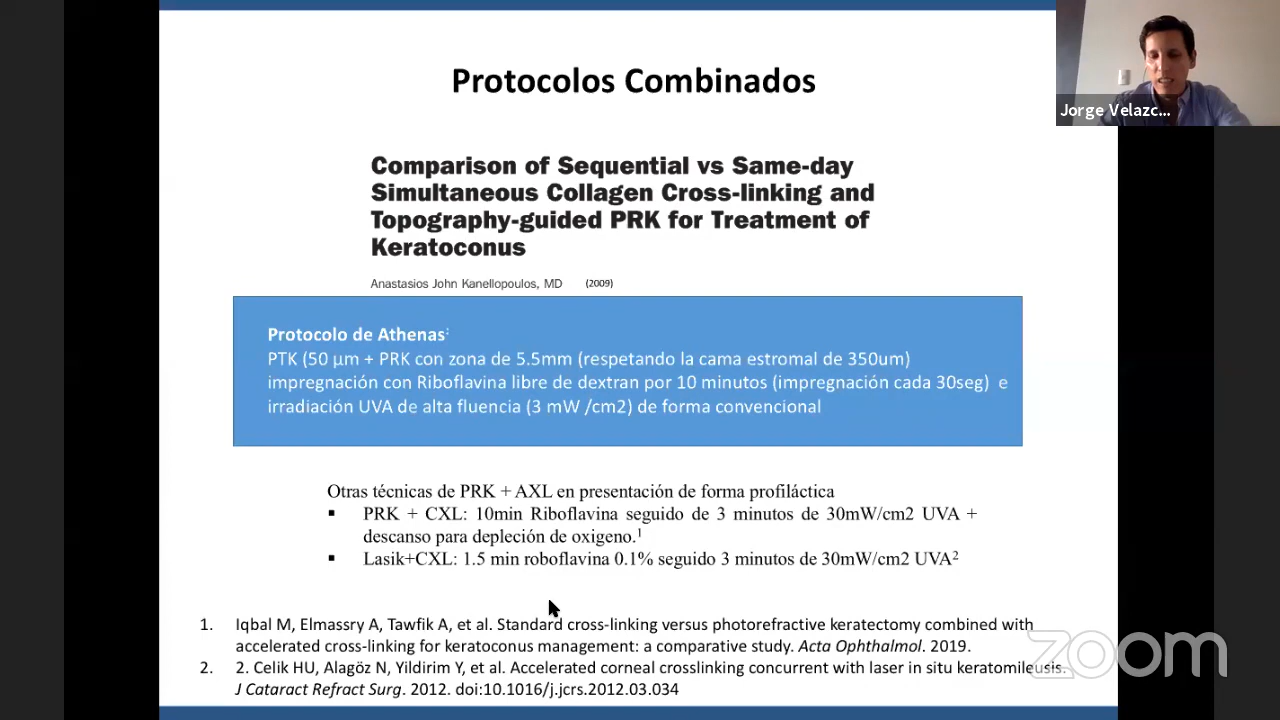 Protocolos Combinados
Jorge Velazc...
Comparison of Sequential vs Same-day
Simultaneous Collagen Cross-linking and
Topography-guided PRK for Treatment of
Keratoconus
Anastasios John Kanellopoulos, MD (2009)
Protocolo de Athenas:
PTK (50 µm + PRK con zona de 5.5mm (respetando la cama estromal de 350um)
impregnación con Riboflavina libre de dextran por 10 minutos (impregnación cada 30seg) e
irradiación UVA de alta fluencia (3 mW /cm2) de forma convencional
Otras técnicas de PRK + AXL en presentación de forma profiláctica
▪ PRK + CXL: 10min Riboflavina seguido de 3 minutos de 30mW/cm2 UVA +
descanso para depleción de oxigeno.1
▪ Lasik+CXL: 1.5 min roboflavina 0.1% seguido 3 minutos de 30mW/cm2 UVA2
1. Iqbal M, Elmassry A, Tawfik A, et al. Standard cross-linking versus photorefractive keratectomy combined with
accelerated cross-linking for keratoconus management: a comparative study. Acta Ophthalmol. 2019.
2. 2. Celik HU, Alagöz N, Yildirim Y, et al. Accelerated corneal crosslinking concurrent with laser in situ keratomileusis.
J Cataract Refract Surg. 2012. doi:10.1016/j.jcrs.2012.03.034
zoom